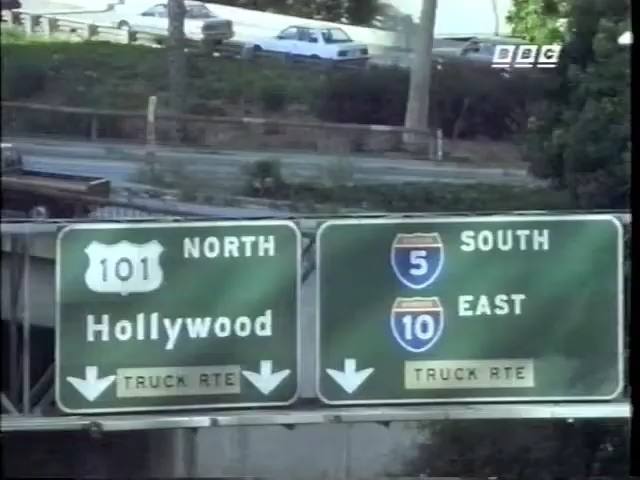 BBC
101 NORTH
Hollywood
TRUCK RTE
5 SOUTH
10 EAST
TRUCK RTE